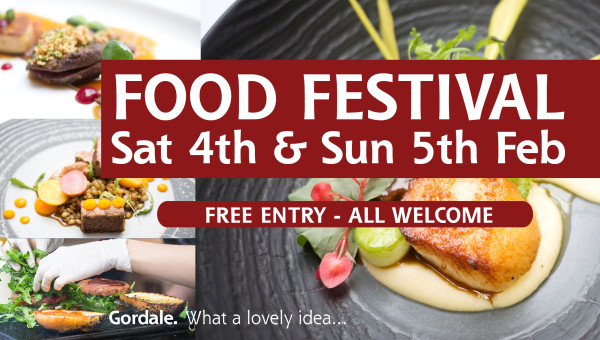 FOOD FESTIVAL
Sat 4th & Sun 5th Feb
FREE ENTRY - ALL WELCOME
Gordale. What a lovely idea...